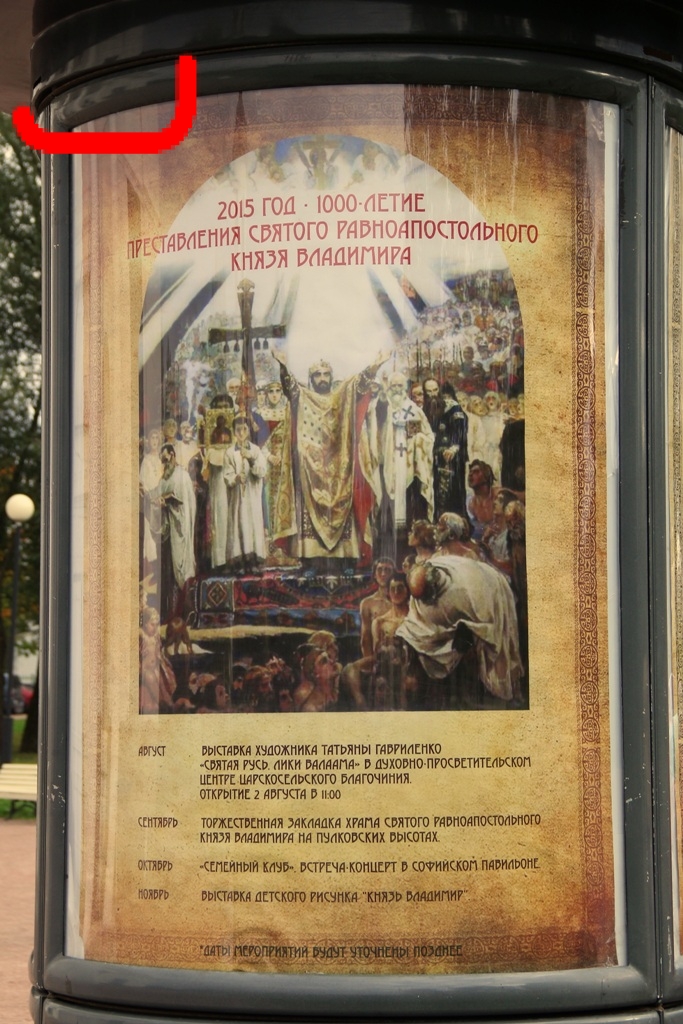 2015 ГОД · 1000-ЛЕТИЕ
ПРЕСТАВЛЕНИЯ СВЯТОГО РАВНОАПОСТОЛЬНОГО
КНЯЗЯ ВЛАДИМИРА
АВГУСТ ВЫСТАВКА ХУДОЖНИКА ТАТЬЯНЫ ГАВРИЛЕНКО
«СВЯТАЯ РУСЬ. ЛИКИ ВАЛААМА» В ДУХОВНО-ПРОСВЕТИТЕЛЬСКОМ
ЦЕНТРЕ ЦАРСКОСЕЛЬСКОГО БЛАГОЧИНИЯ.
ОТКРЫТИЕ 2 АВГУСТА В 11:00
СЕНТЯБРЬ ТОРЖЕСТВЕННАЯ ЗАКЛАДКА ХРАМА СВЯТОГО РАВНОАПОСТОЛЬНОГО
КНЯЗЯ ВЛАДИМИРА НА ПУЛКОВСКИХ ВЫСОТАХ.
ОКТЯБРЬ «СЕМЕЙНЫЙ КЛУБ». ВСТРЕЧА-КОНЦЕРТ В СОФИЙСКОМ ПАВИЛЬОНЕ
НОЯБРЬ ВЫСТАВКА ДЕТСКОГО РИСУНКА "КНЯЗЬ ВЛАДИМИР"
*ДАТЫ МЕРОПРИЯТИЙ БУДУТ УТОЧНЕНЫ ПОЗДНЕЕ